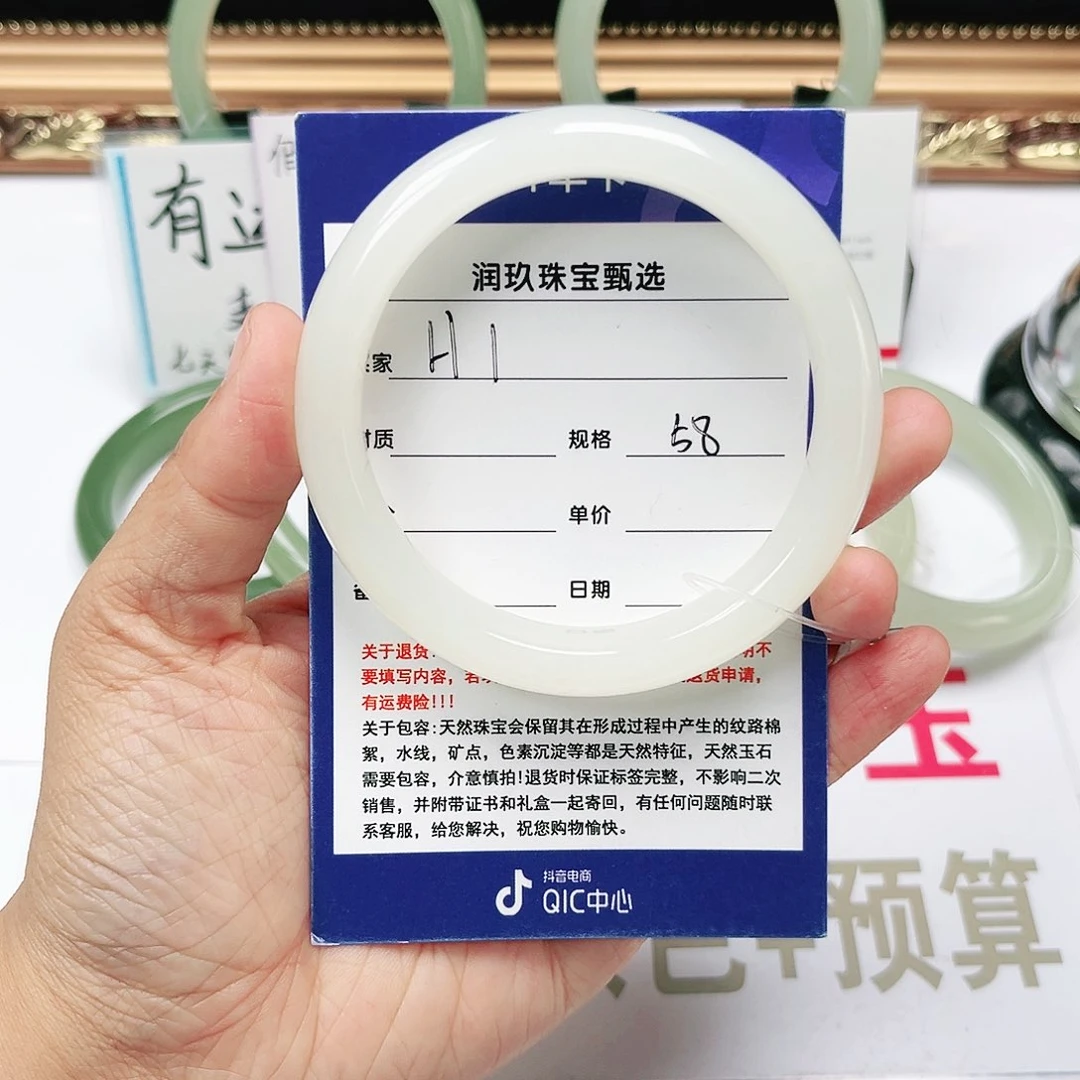 有运
七天
润玖珠宝甄选
家 H1
材质 规格 58
单价
日期
关于退货
不
要填写内容，若 退货申请，
有运费险!!!
关于包容:天然珠宝会保留其在形成过程中产生的纹路棉
絮，水线，矿点，色素沉淀等都是天然特征，天然玉石
需要包容，介意慎拍!退货时保证标签完整，不影响二次
销售，并附带证书和礼盒一起寄回，有任何问题随时联
系客服，给您解决，祝您购物愉快。
抖音电商
QIC中心
宝
色+预算